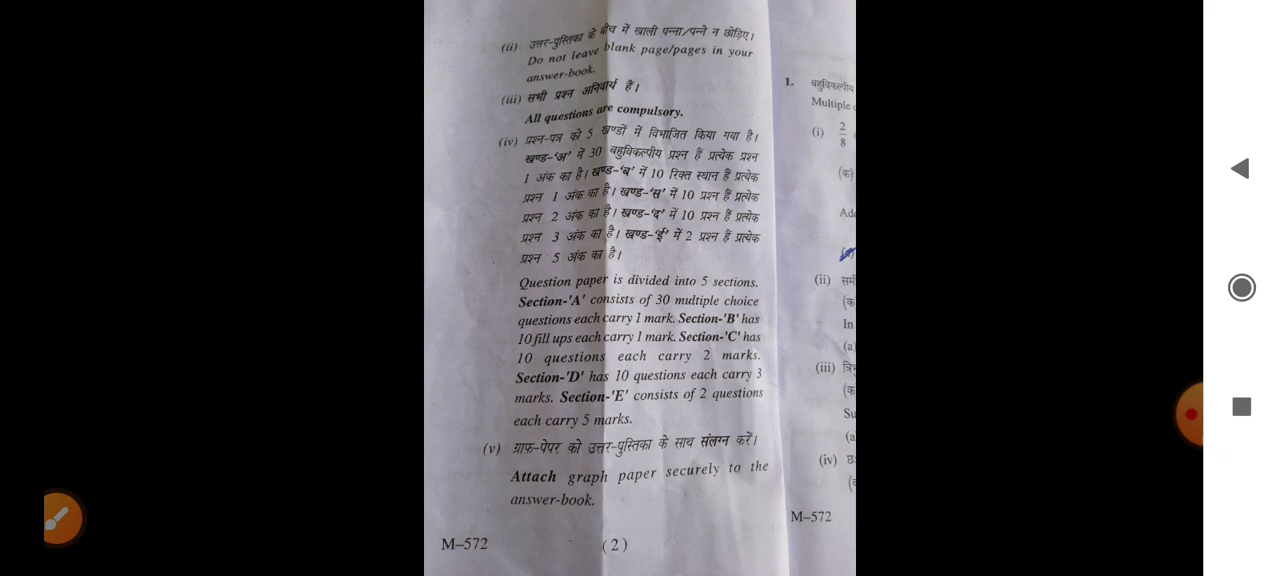 (ii) उत्तर-पुस्तिका के बीच में खाली पन्ना/पन्ने न छोड़िए।
Do not leave blank page/pages in your
answer-book.
(iii) सभी प्रश्न अनिवार्य हैं।
All questions are compulsory.
(iv) प्रश्न-पत्र को 5 खण्डों में विभाजित किया गया है।
खण्ड-'अ' में 30 बहुविकल्पीय प्रश्न हैं प्रत्येक प्रश्न
1 अंक का है। खण्ड-'ब' में 10 रिक्त स्थान हैं प्रत्येक
प्रश्न 1 अंक का है। खण्ड-'स' में 10 प्रश्न हैं प्रत्येक
प्रश्न 2 अंक का है। खण्ड-'द' में 10 प्रश्न हैं प्रत्येक
प्रश्न 3 अंक का है। खण्ड-'ई' में 2 प्रश्न हैं प्रत्येक
प्रश्न 5 अंक का है।
Question paper is divided into 5 sections.
Section-'A' consists of 30 multiple choice
questions each carry 1 mark. Section-'B' has
10 fill ups each carry 1 mark. Section-'C' has
10 questions each carry 2 marks.
Section-'D' has 10 questions each carry 3
marks. Section-'E' consists of 2 questions
each carry 5 marks.
(v) ग्राफ-पेपर को उत्तर-पुस्तिका के साथ संलग्न करें।
Attach graph paper securely to the
answer-book.
M–572 (2)
1. बहुविकल्पीय
Multiple
(i) 2/8
(क)
(ii)
In
(a)
(iii)
(iv)
M–572